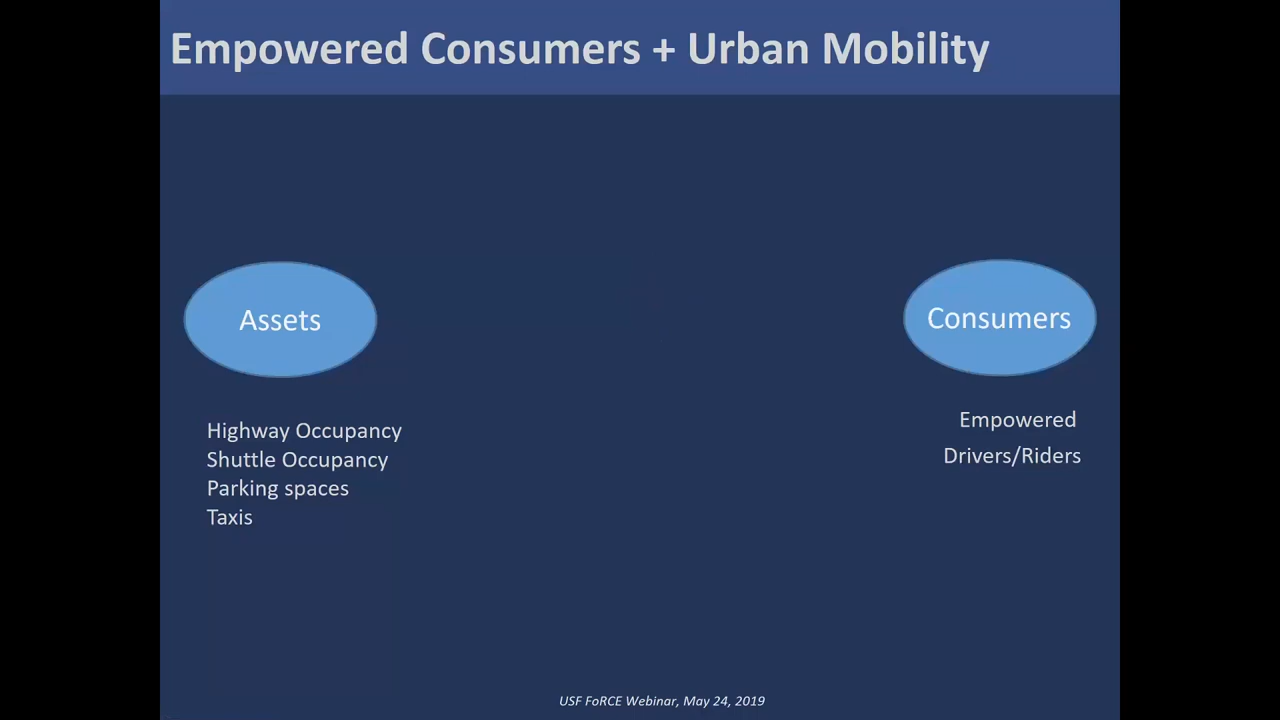 Empowered Consumers + Urban Mobility
Assets
Highway Occupancy
Shuttle Occupancy
Parking spaces
Taxis
Consumers
Empowered
Drivers/Riders
USF FoRCE Webinar, May 24, 2019